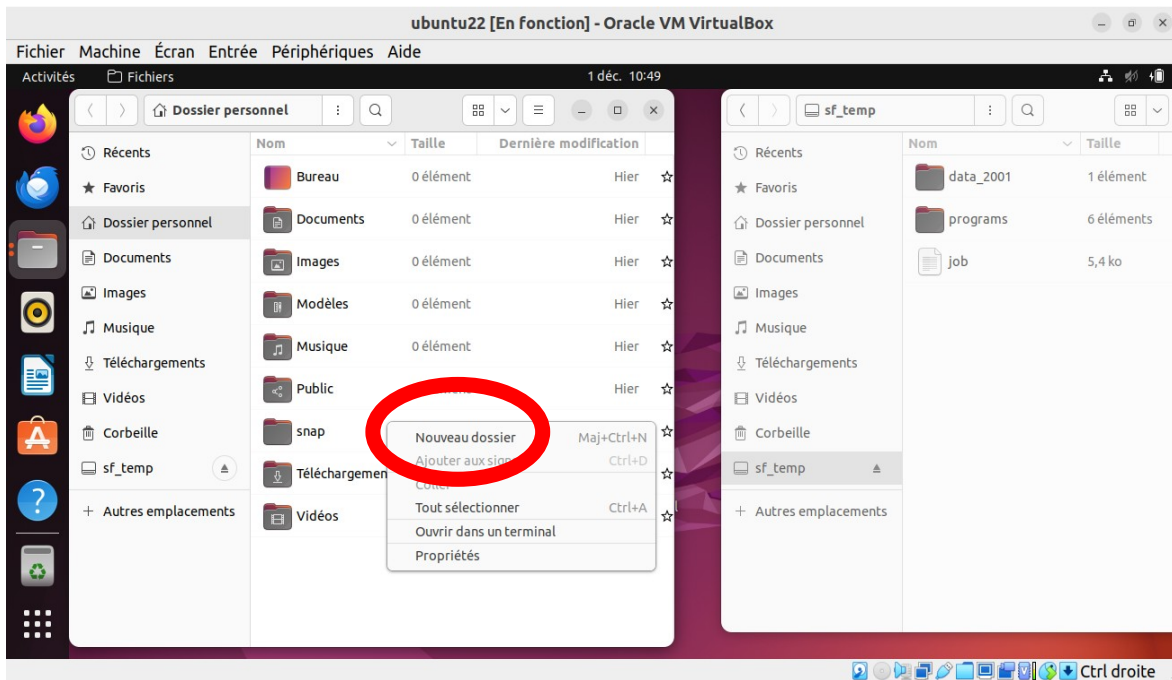 ubuntu22 [En fonction] - Oracle VM VirtualBox
Fichier Machine Écran Entrée Périphériques Aide
Activités Fichiers 1 déc. 10:49
Dossier personnel
Récents
Favoris
Dossier personnel
Documents
Images
Musique
Téléchargements
Vidéos
Corbeille
sf_temp
+ Autres emplacements
Nom Taille Dernière modification
Bureau 0 élément Hier
Documents 0 élément Hier
Images 0 élément Hier
Modèles 0 élément Hier
Musique 0 élément Hier
Public Hier
snap
Téléchargemen
Vidéos
Nouveau dossier Maj+Ctrl+N
Ajouter aux Ctrl+D
Coller
Tout sélectionner Ctrl+A
Ouvrir dans un terminal
Propriétés
sf_temp
Récents
Favoris
Dossier personnel
Documents
Images
Musique
Téléchargements
Vidéos
Corbeille
sf_temp
+ Autres emplacements
Nom Taille
data_2001 1 élément
programs 6 éléments
job 5,4 ko
Ctrl droite